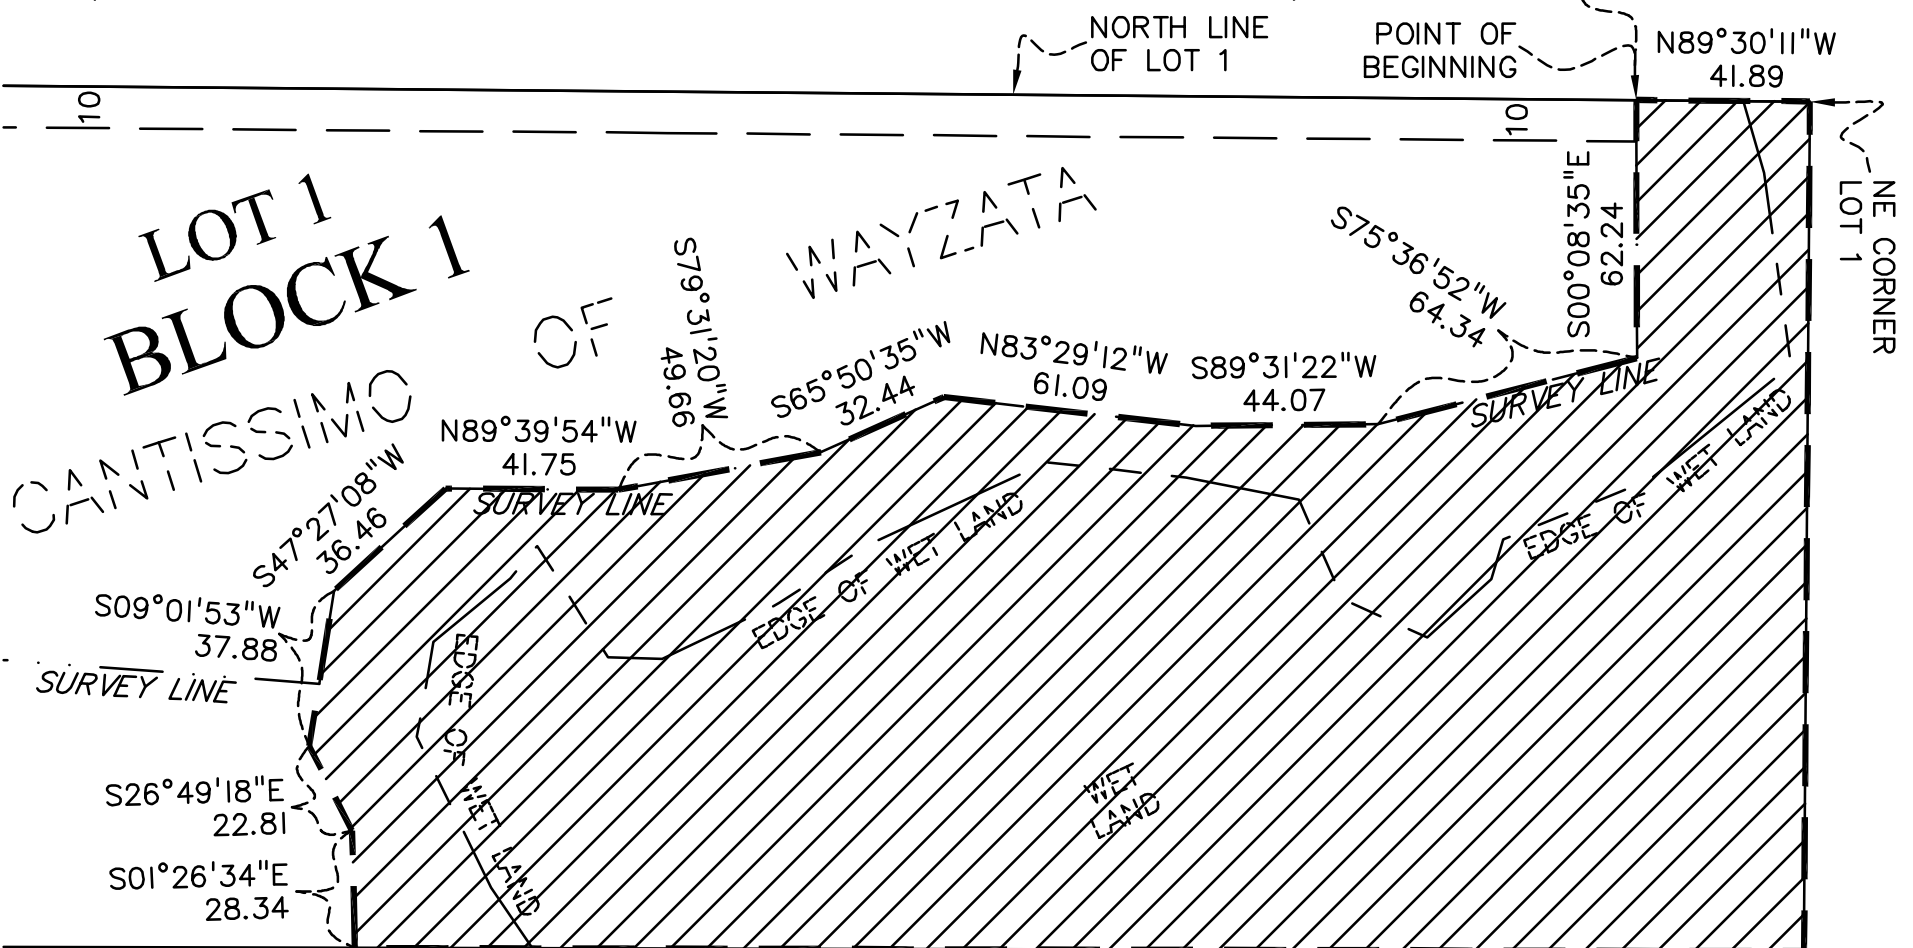 NORTH LINE
OF LOT 1
POINT OF
BEGINNING
N89°30'11"W
41.89
10
10
NE CORNER
LOT 1
S00°08'35"E
62.24
LOT 1
BLOCK 1
CANTISSIMO OF WAYZATA
S75°36'52"W
64.34
S79°31'20"W
49.66
S65°50'35"W
32.44
N83°29'12"W
61.09
S89°31'22"W
44.07
SURVEY LINE
N89°39'54"W
41.75
SURVEY LINE
S47°27'08"W
36.46
EDGE OF WET LAND
EDGE OF WET LAND
S09°01'53"W
37.88
SURVEY LINE
EDGE OF WET LAND
WET
LAND
S26°49'18"E
22.81
S01°26'34"E
28.34